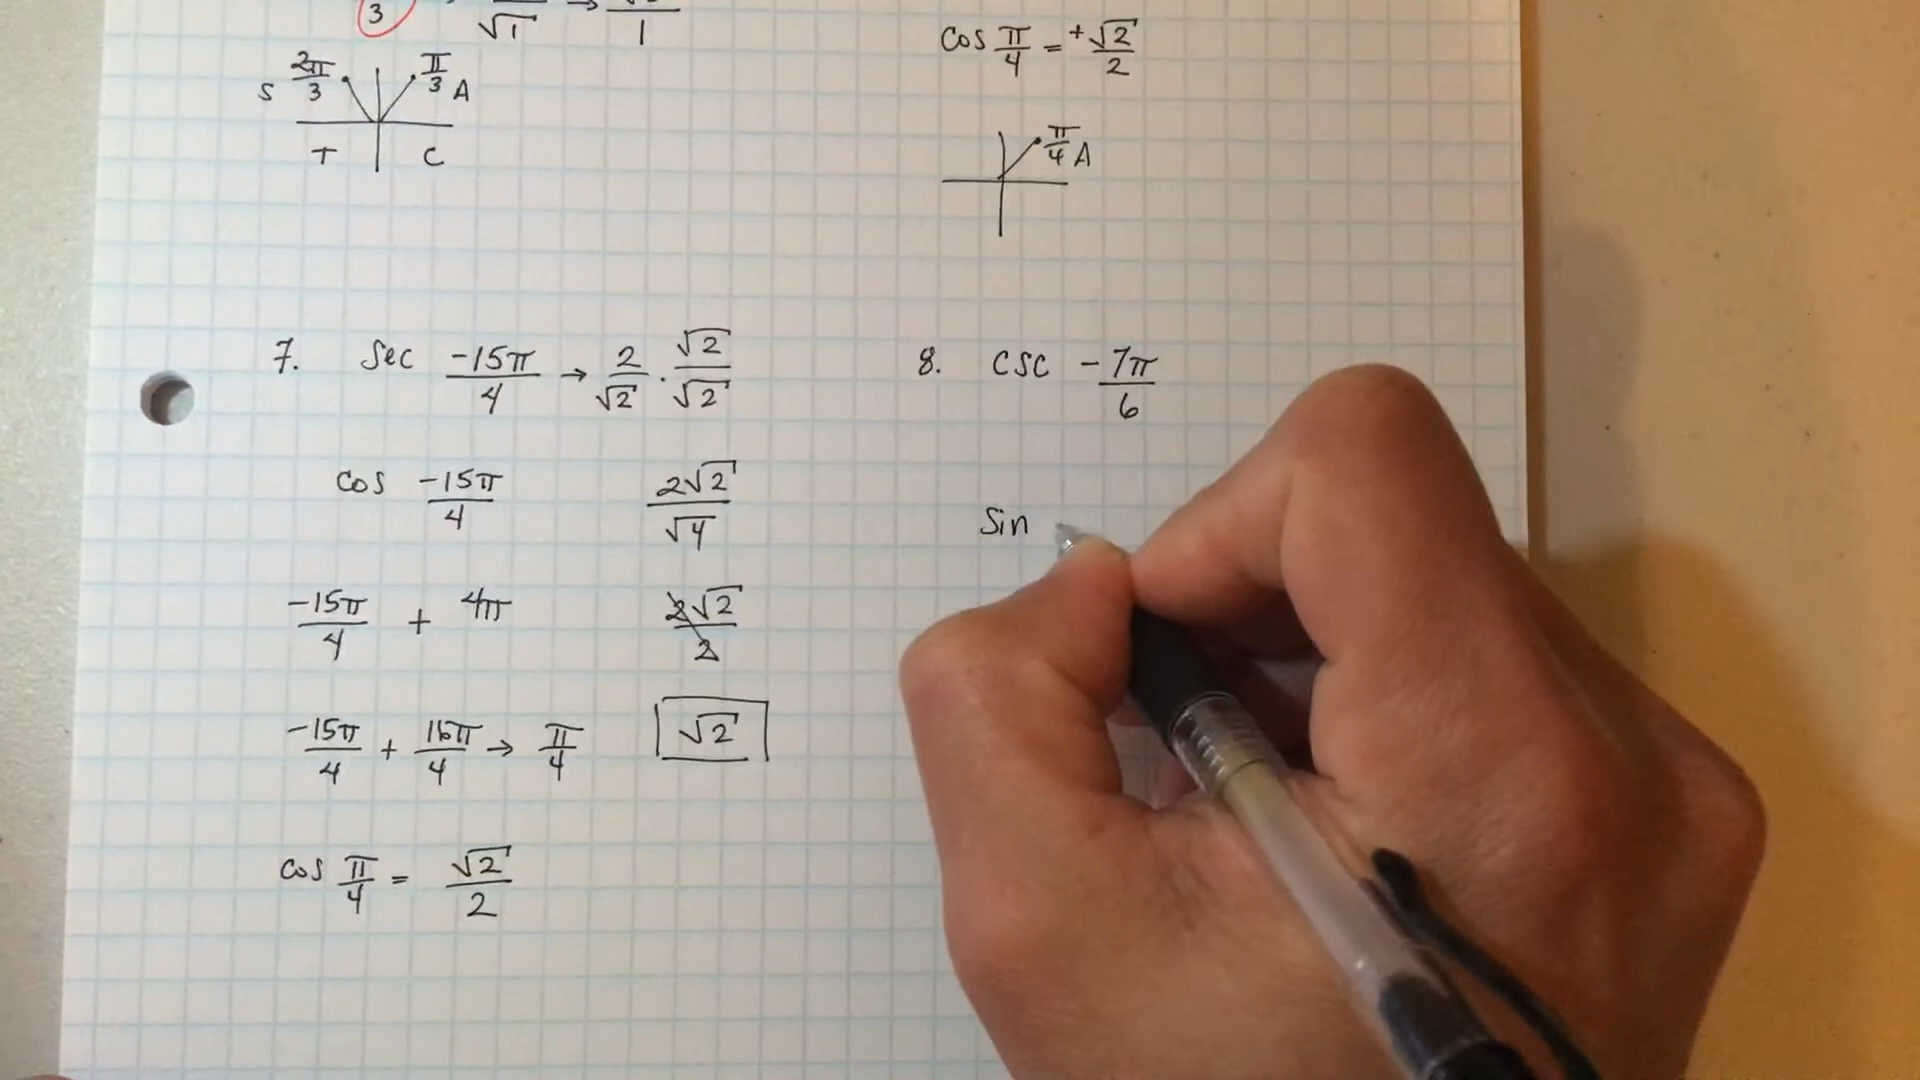 3 √1 → 1
S 2π/3 π/3 A
T C
cos π/4 = +√2/2
π/4 A
7. Sec -15π/4 → 2/√2 · √2/√2
cos -15π/4 2√2/√4
-15π/4 + 4π 2√2/2
-15π/4 + 16π/4 → π/4 √2
cos π/4 = √2/2
8. CSC -7π/6
Sin